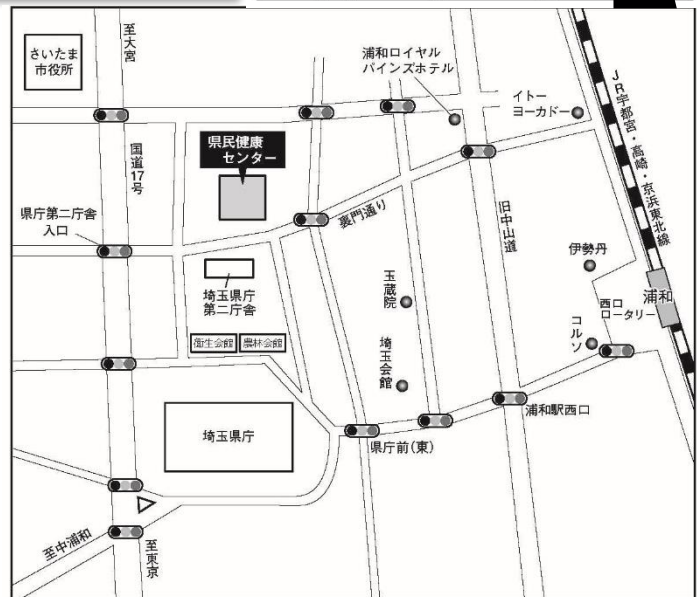 さいたま
市役所
至大宮
浦和ロイヤル
パインズホテル
イトー
ヨーカドー
JR宇都宮・高崎・京浜東北線
国道17号
県民健康
センター
県庁第二庁舎
入口
裏門通り
旧中山道
伊勢丹
埼玉県庁
第二庁舎
玉蔵院
西口
ロータリー
浦和
コルソ
衛生会館
農林会館
埼玉会館
埼玉県庁
県庁前(東)
浦和駅西口
至中浦和
至東京